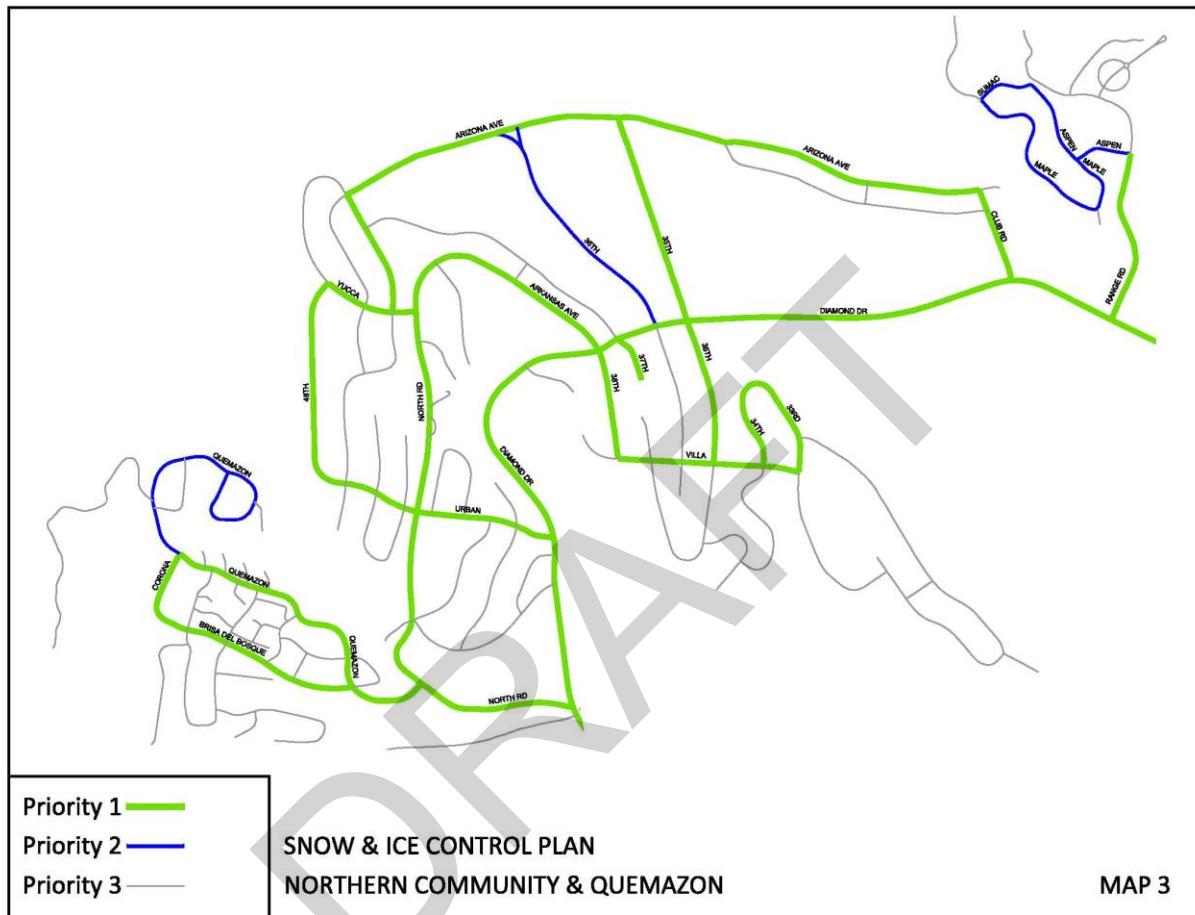 SUMAC
ARIZONA AVE
ASPEN
ASPEN
MAPLE
MAPLE
ARIZONA AVE
CLUB RD
36TH
35TH
YUCCA
ARKANSAS AVE
RANGE RD
DIAMOND DR
35TH
37TH
38TH
48TH
NORTH RD
33RD
34TH
VILLA
DIAMOND DR
QUEMAZON
URBAN
CORONA
QUEMAZON
BRISA DEL BOSQUE
QUEMAZON
NORTH RD
DRAFT
Priority 1
Priority 2
Priority 3
SNOW & ICE CONTROL PLAN
NORTHERN COMMUNITY & QUEMAZON
MAP 3